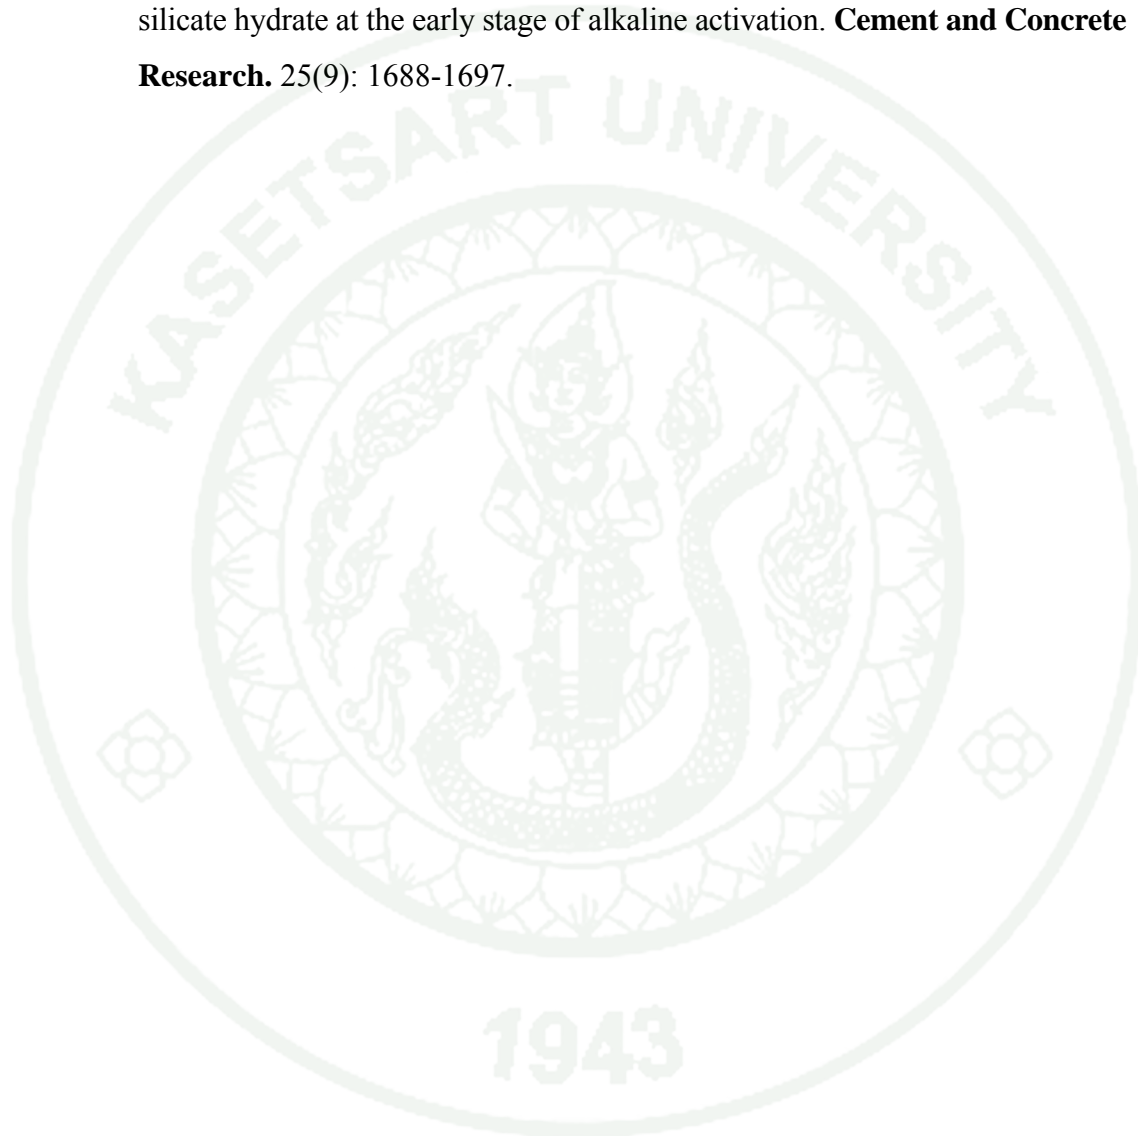 silicate hydrate at the early stage of alkaline activation. Cement and Concrete
Research. 25(9): 1688-1697.
KASETSART UNIVERSITY
1943